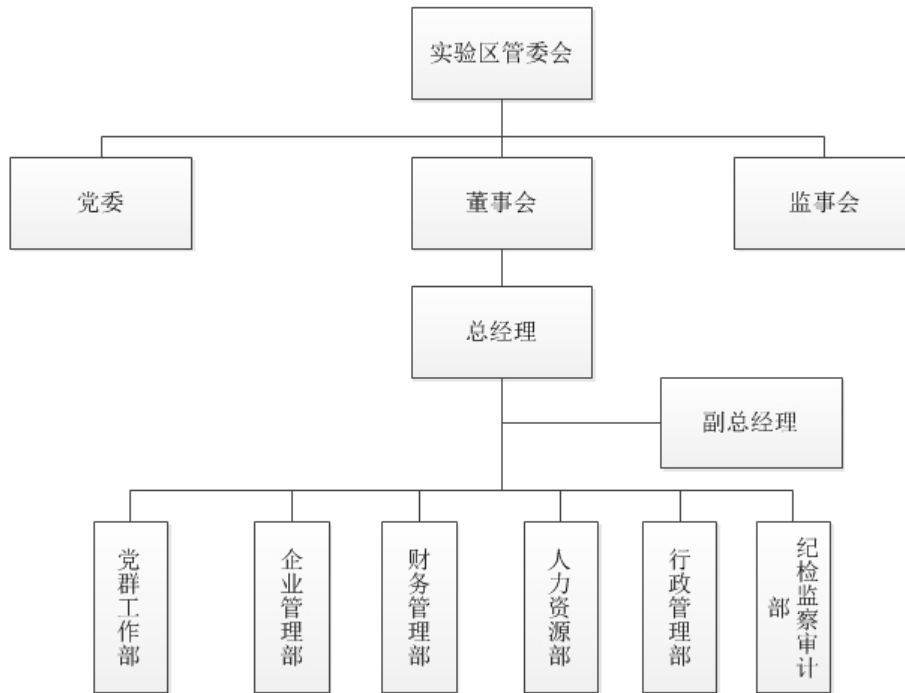 实验区管委会
党委
董事会
监事会
总经理
副总经理
党群工作部
企业管理部
财务管理部
人力资源部
行政管理部
纪检监察审计
部